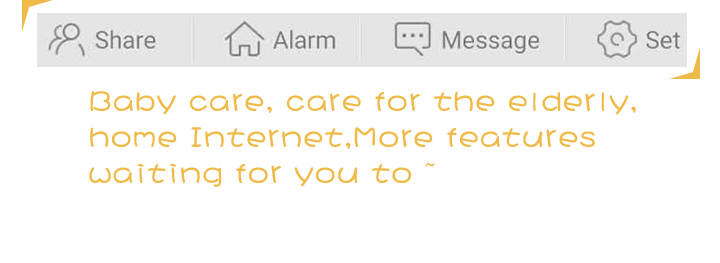 Share Alarm Message Set
Baby care, care for the elderly,
home Internet,More features
waiting for you to ~